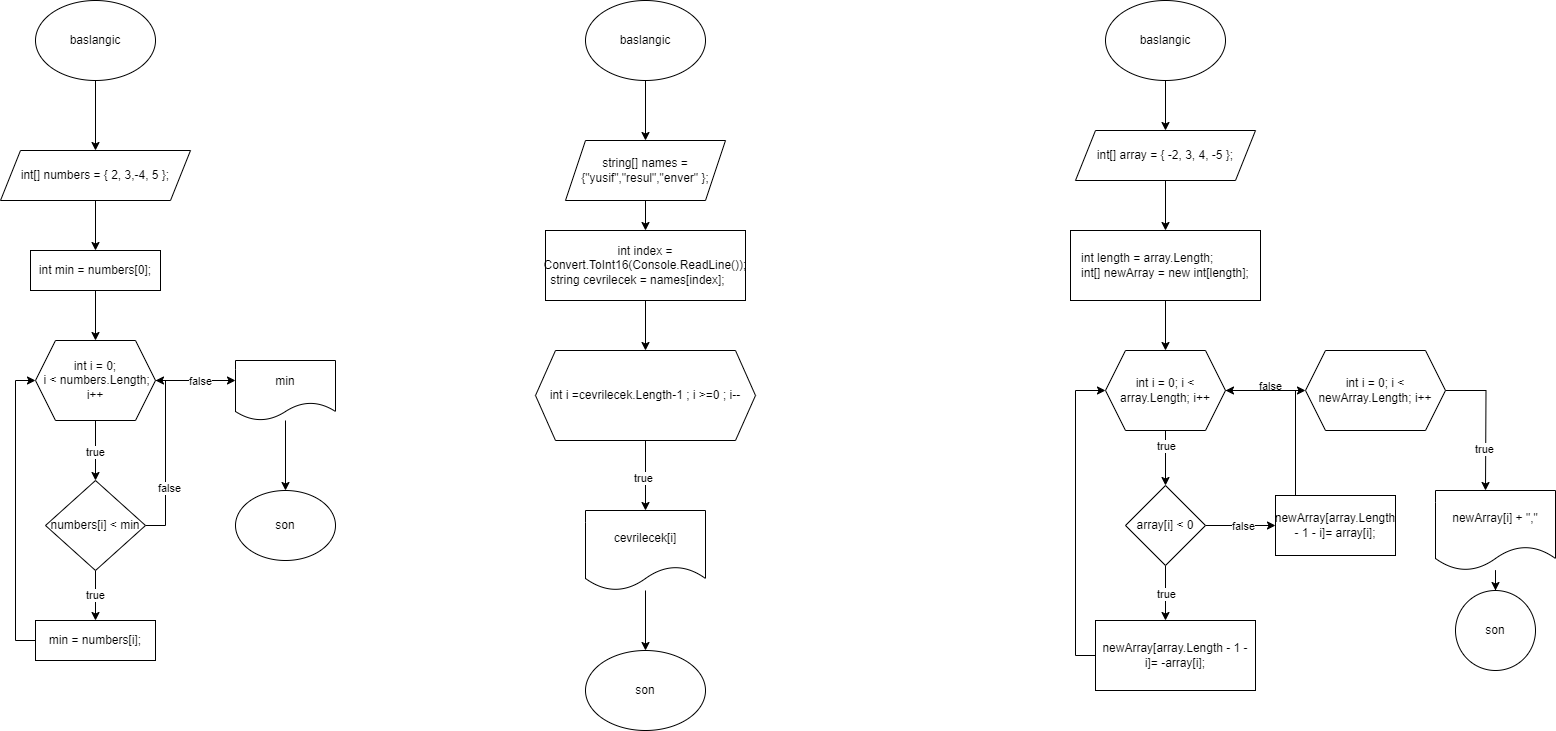 baslangic
int[] numbers = { 2, 3,-4, 5 };
int min = numbers[0];
int i = 0;
i < numbers.Length;
i++
false
min
true
numbers[i] < min
false
son
true
min = numbers[i];
baslangic
string[] names =
{"yusif","resul","enver" };
int index =
Convert.ToInt16(Console.ReadLine());
string cevrilecek = names[index];
int i =cevrilecek.Length-1 ; i >=0 ; i--
true
cevrilecek[i]
son
baslangic
int[] array = { -2, 3, 4, -5 };
int length = array.Length;
int[] newArray = new int[length];
int i = 0; i <
array.Length; i++
false
int i = 0; i <
newArray.Length; i++
true
true
array[i] < 0
false
newArray[array.Length
- 1 - i]= array[i];
newArray[i] + ","
true
newArray[array.Length - 1 -
i]= -array[i];
son